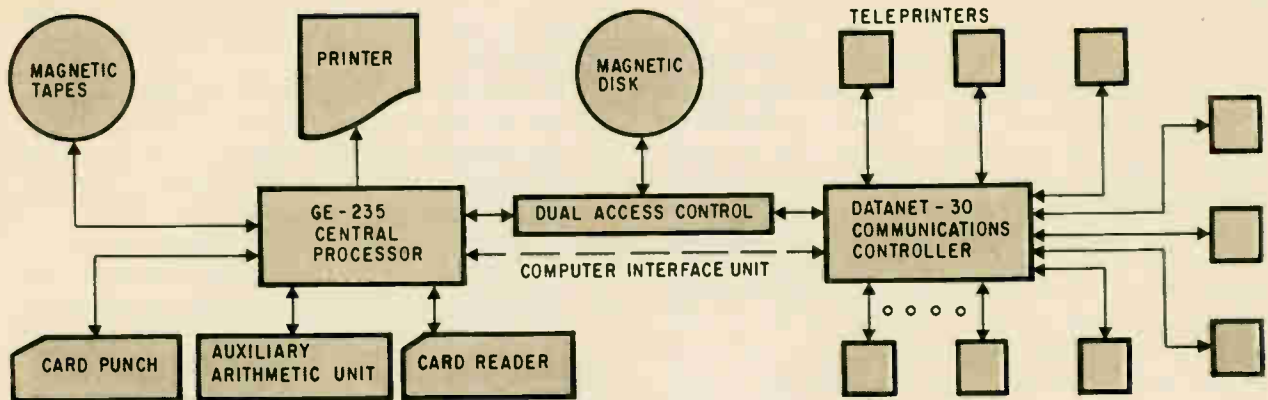 TELEPRINTERS
MAGNETIC
TAPES
PRINTER
MAGNETIC
DISK
GE-235
CENTRAL
PROCESSOR
DUAL ACCESS CONTROL
DATANET-30
COMMUNICATIONS
CONTROLLER
COMPUTER INTERFACE UNIT
CARD PUNCH
AUXILIARY
ARITHMETIC UNIT
CARD READER